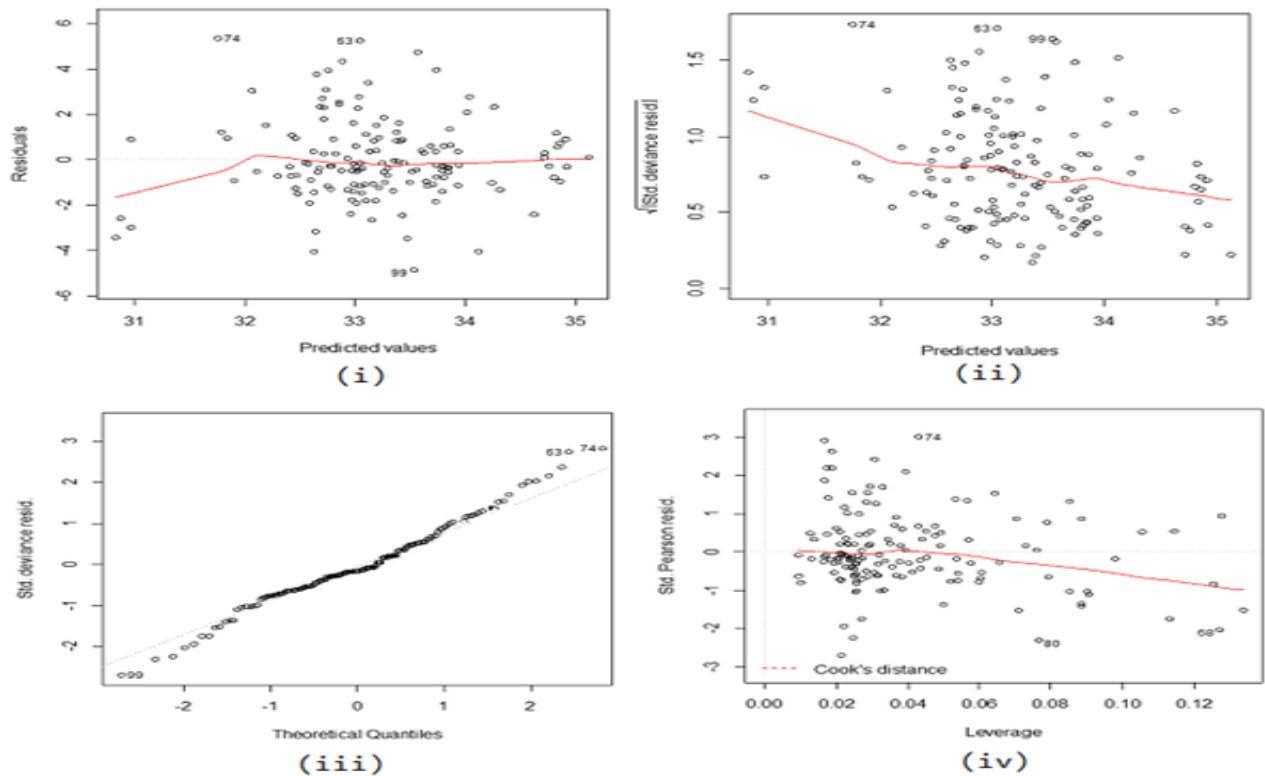 Residuals
6
4
2
0
-2
-4
-6
74
63
99
31 32 33 34 35
Predicted values
(i)
√|Std. deviance resid.|
1.5
1.0
0.5
0.0
74
63
99
31 32 33 34 35
Predicted values
(ii)
Std. deviance resid.
3
2
1
0
-1
-2
63 74
99
-2 -1 0 1 2
Theoretical Quantiles
(iii)
Std. Pearson resid.
3
2
1
0
-1
-2
-3
74
68
80
Cook's distance
0.00 0.02 0.04 0.06 0.08 0.10 0.12
Leverage
(iv)